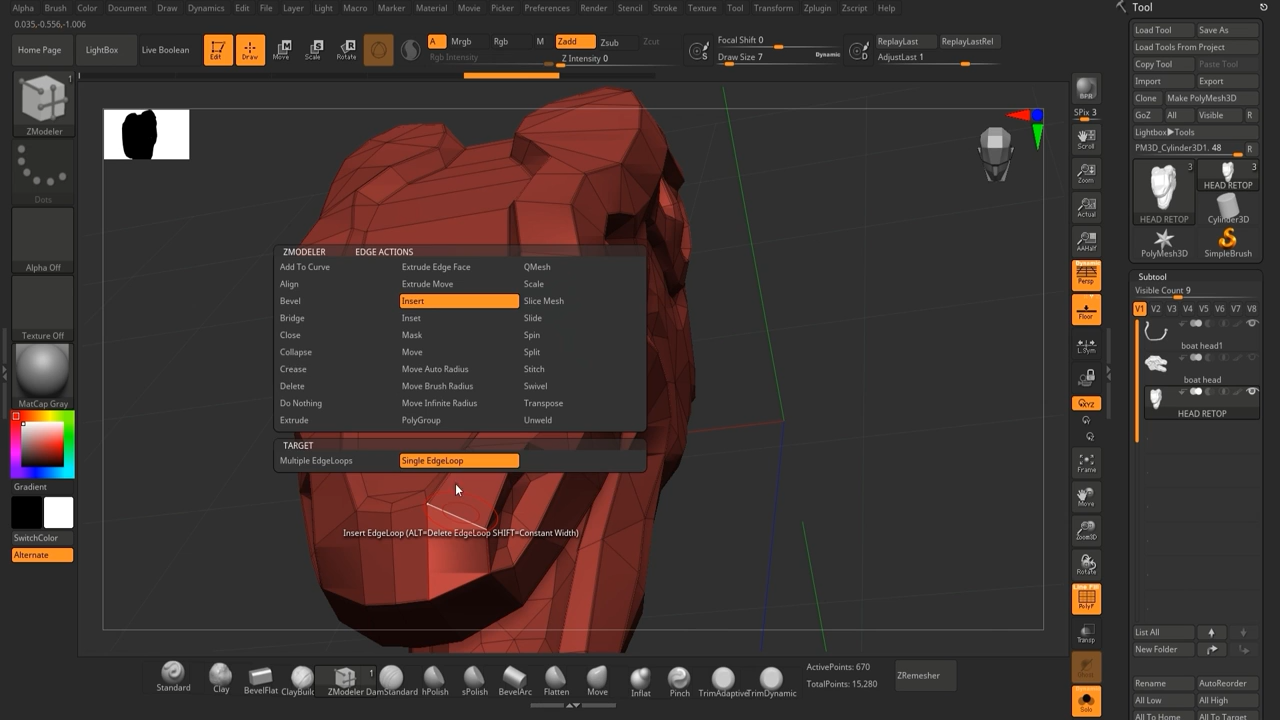 Alpha Brush Color Document Draw Dynamics Edit File Layer Light Macro Marker Material Movie Picker Preferences Render Stencil Stroke Texture Tool Transform Zplugin Zscript Help
Tool
0.035,-0.556,-1.006
Home Page LightBox Live Boolean Edit Draw Move Scale Rotate
A Mrgb Rgb M Zadd Zsub Zcut
Rgb Intensity Z Intensity 0
Focal Shift 0
Draw Size 7 Dynamic
S
D
ReplayLast ReplayLastRel
AdjustLast 1
Load Tool Save As
Load Tools From Project
Copy Tool Paste Tool
Import Export
Clone Make PolyMesh3D
GoZ All Visible R
Lightbox▶Tools
PM3D_Cylinder3D1. 48 R
3
HEAD RETOP
3
HEAD RETOP
Cylinder3D
PolyMesh3D
SimpleBrush
Subtool
Visible Count 9
V1 V2 V3 V4 V5 V6 V7 V8
boat head1
boat head
HEAD RETOP
List All
New Folder
Rename AutoReorder
All Low All High
All To Home All To Target
1
ZModeler
Dots
Alpha Off
Texture Off
MatCap Gray
Gradient
SwitchColor
Alternate
BPR
SPix 3
Scroll
Zoom
Actual
AAHalf
Dynamic
Persp
Floor
L.Sym
Qxyz
Frame
Move
Zoom3D
Rotate
Line Fill
PolyF
Transp
Solo
ZMODELER EDGE ACTIONS
Add To Curve Extrude Edge Face QMesh
Align Extrude Move Scale
Bevel Insert Slice Mesh
Bridge Inset Slide
Close Mask Spin
Collapse Move Split
Crease Move Auto Radius Stitch
Delete Move Brush Radius Swivel
Do Nothing Move Infinite Radius Transpose
Extrude PolyGroup Unweld
TARGET
Multiple EdgeLoops Single EdgeLoop
Insert EdgeLoop (ALT=Delete EdgeLoop SHIFT=Constant Width)
Standard Clay BevelFlat ClayBuil ZModeler 1 DamStandard hPolish sPolish BevelArc Flatten Move Inflat Pinch TrimAdaptive TrimDynamic
ActivePoints: 670
TotalPoints: 15,280
ZRemesher